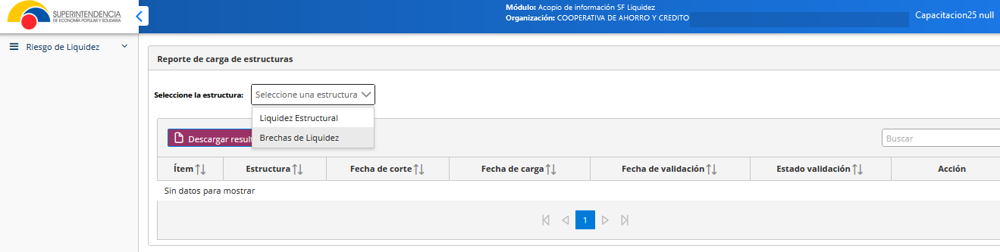 SUPERINTENDENCIA
DE ECONOMÍA POPULAR Y SOLIDARIA
Módulo: Acopio de información SF Liquidez
Organización: COOPERATIVA DE AHORRO Y CREDITO
Capacitacion25 null
Riesgo de Liquidez
Reporte de carga de estructuras
Seleccione la estructura: Seleccione una estructura
Liquidez Estructural
Brechas de Liquidez
Descargar result
Buscar
Ítem Estructura Fecha de corte Fecha de carga Fecha de validación Estado validación Acción
Sin datos para mostrar
1